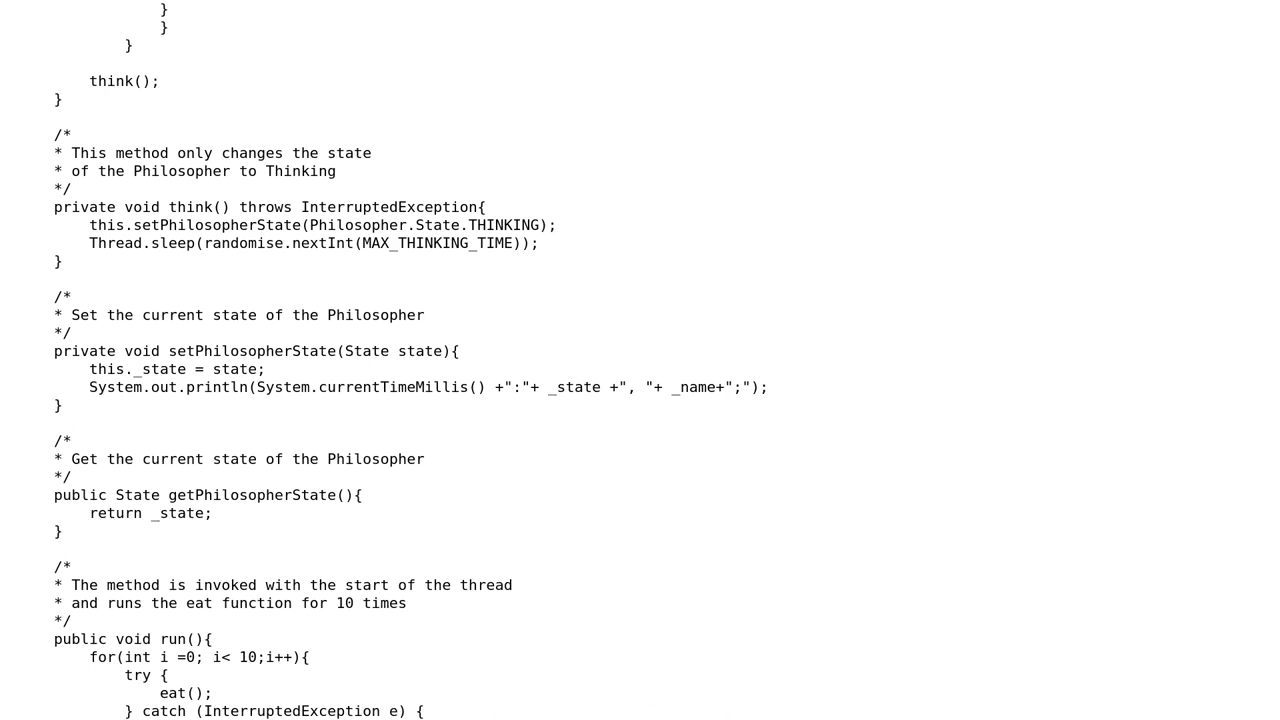 }
                }
            }

        think();
    }

    /*
    * This method only changes the state
    * of the Philosopher to Thinking
    */
    private void think() throws InterruptedException{
        this.setPhilosopherState(Philosopher.State.THINKING);
        Thread.sleep(randomise.nextInt(MAX_THINKING_TIME));
    }

    /*
    * Set the current state of the Philosopher
    */
    private void setPhilosopherState(State state){
        this._state = state;
        System.out.println(System.currentTimeMillis() +":"+ _state +", "+ _name+";");
    }

    /*
    * Get the current state of the Philosopher
    */
    public State getPhilosopherState(){
        return _state;
    }

    /*
    * The method is invoked with the start of the thread
    * and runs the eat function for 10 times
    */
    public void run(){
        for(int i =0; i< 10;i++){
            try {
                eat();
            } catch (InterruptedException e) {